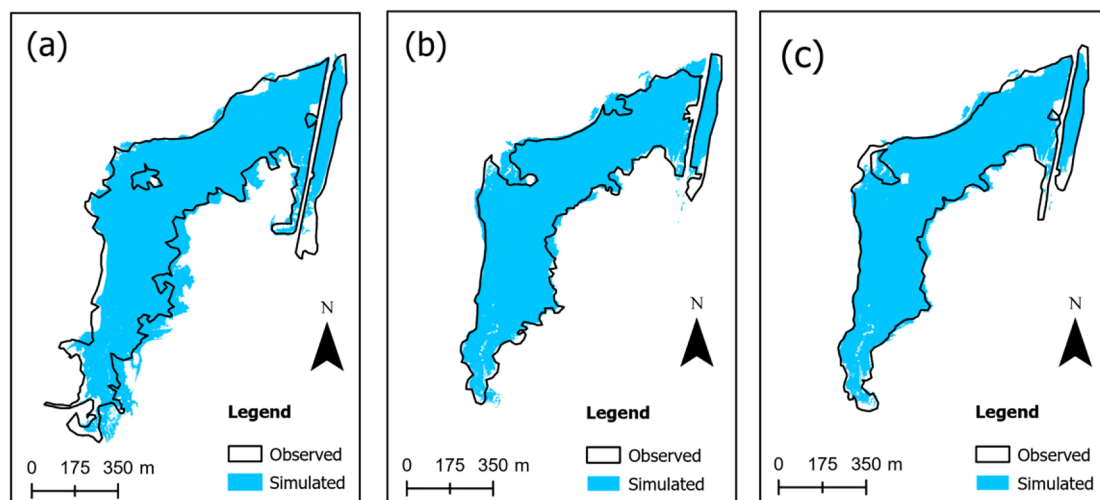 (a)
N
Legend
Observed
Simulated
0 175 350 m
(b)
N
Legend
Observed
Simulated
0 175 350 m
(c)
N
Legend
Observed
Simulated
0 175 350 m